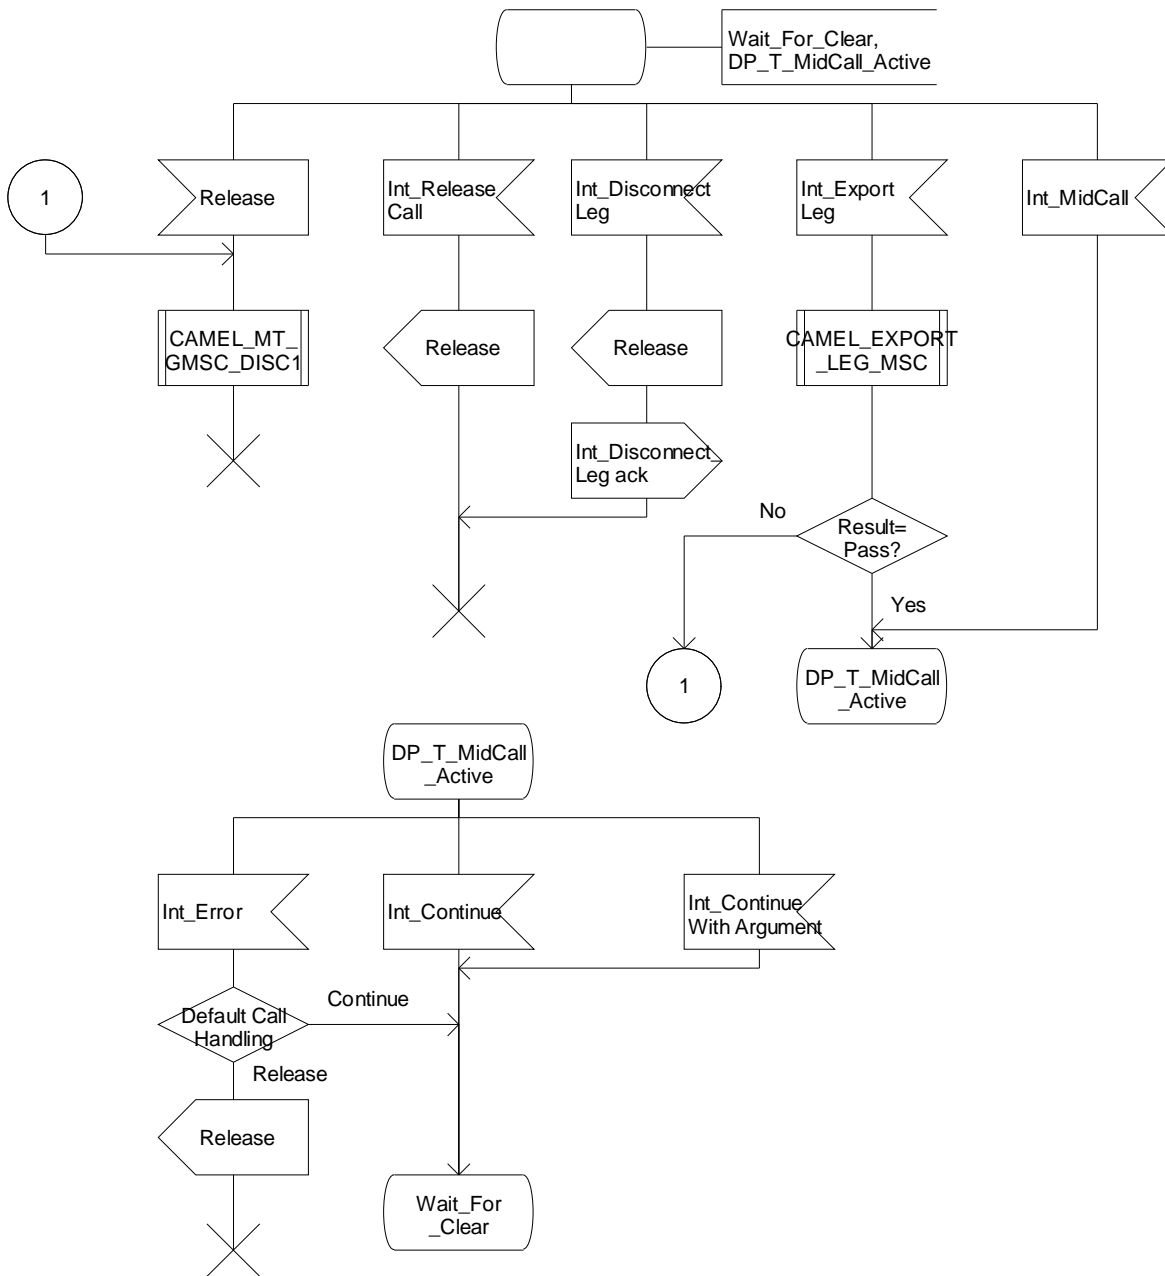 Wait_For_Clear,
DP_T_MidCall_Active
1
Release
Int_Release
Call
Int_Disconnect
Leg
Int_Export
Leg
Int_MidCall
CAMEL_MT_
GMSC_DISC1
Release
Release
CAMEL_EXPORT
_LEG_MSC
Int_Disconnect_
Leg ack
No
Result=
Pass?
Yes
1
DP_T_MidCall
_Active
DP_T_MidCall
_Active
Int_Error
Int_Continue
Int_Continue
With Argument
Continue
Default Call
Handling
Release
Release
Wait_For
_Clear